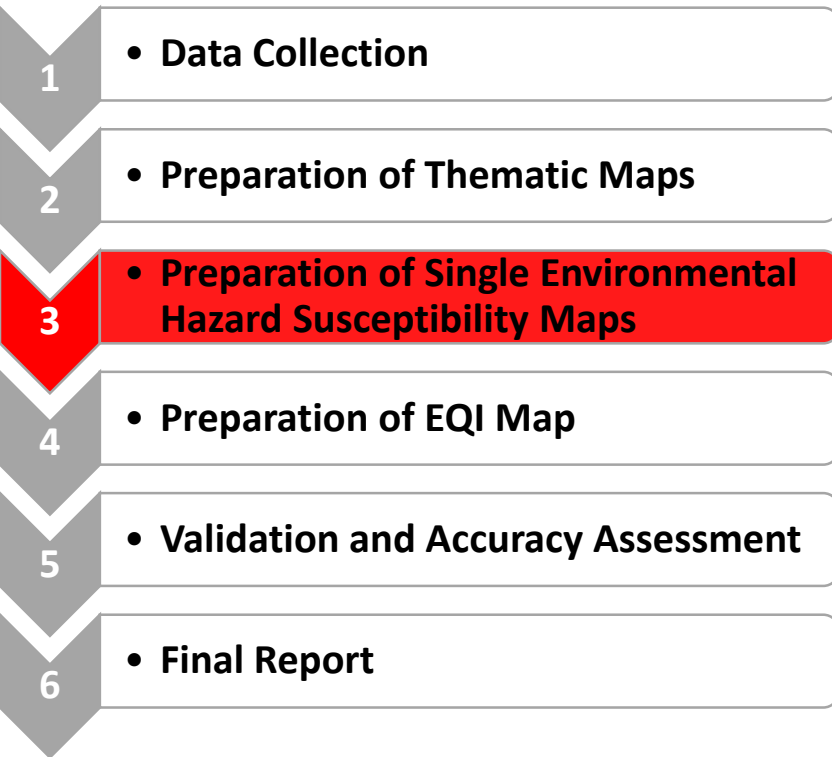 1
• Data Collection
2
• Preparation of Thematic Maps
3
• Preparation of Single Environmental
Hazard Susceptibility Maps
4
• Preparation of EQI Map
5
• Validation and Accuracy Assessment
6
• Final Report